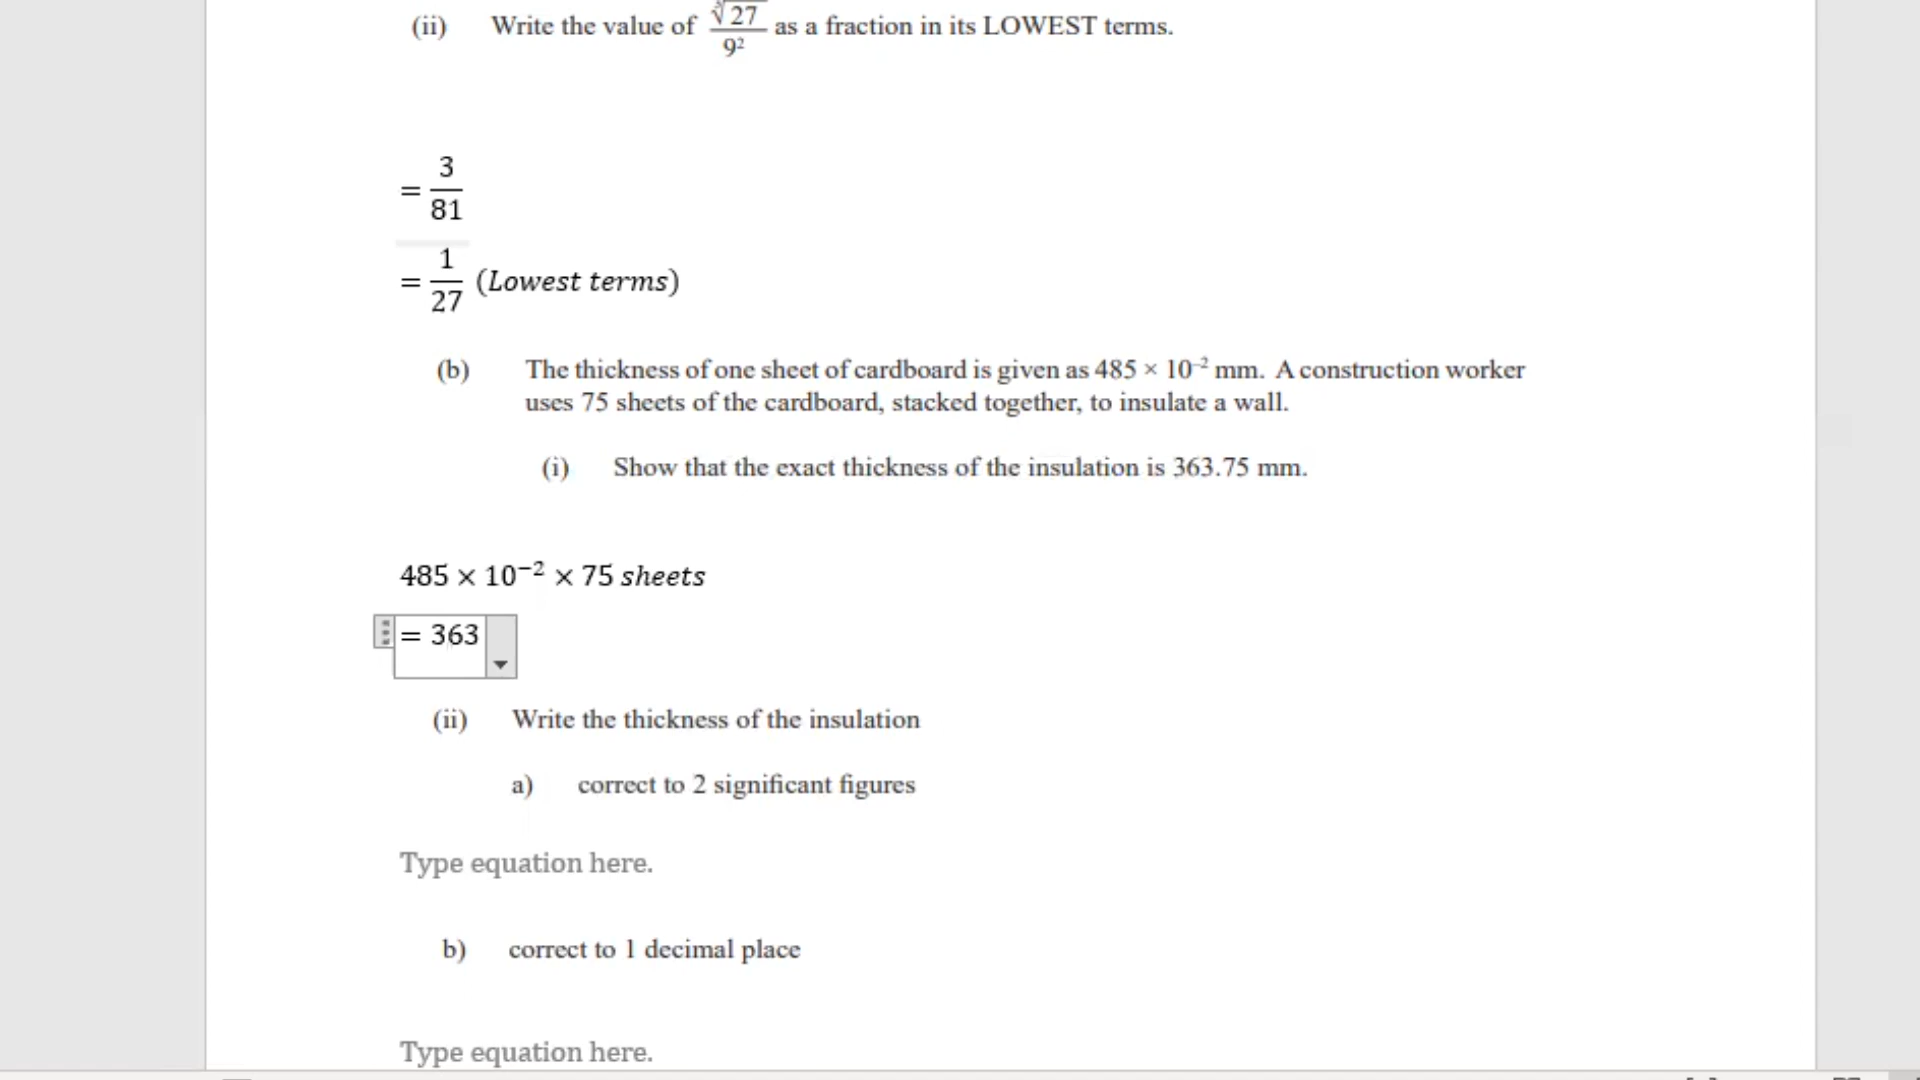 (ii) Write the value of ∛27/9² as a fraction in its LOWEST terms.
= 3/81
= 1/27 (Lowest terms)
(b) The thickness of one sheet of cardboard is given as 485 × 10⁻² mm. A construction worker
uses 75 sheets of the cardboard, stacked together, to insulate a wall.
(i) Show that the exact thickness of the insulation is 363.75 mm.
485 × 10⁻² × 75 sheets
= 363
(ii) Write the thickness of the insulation
a) correct to 2 significant figures
Type equation here.
b) correct to 1 decimal place
Type equation here.